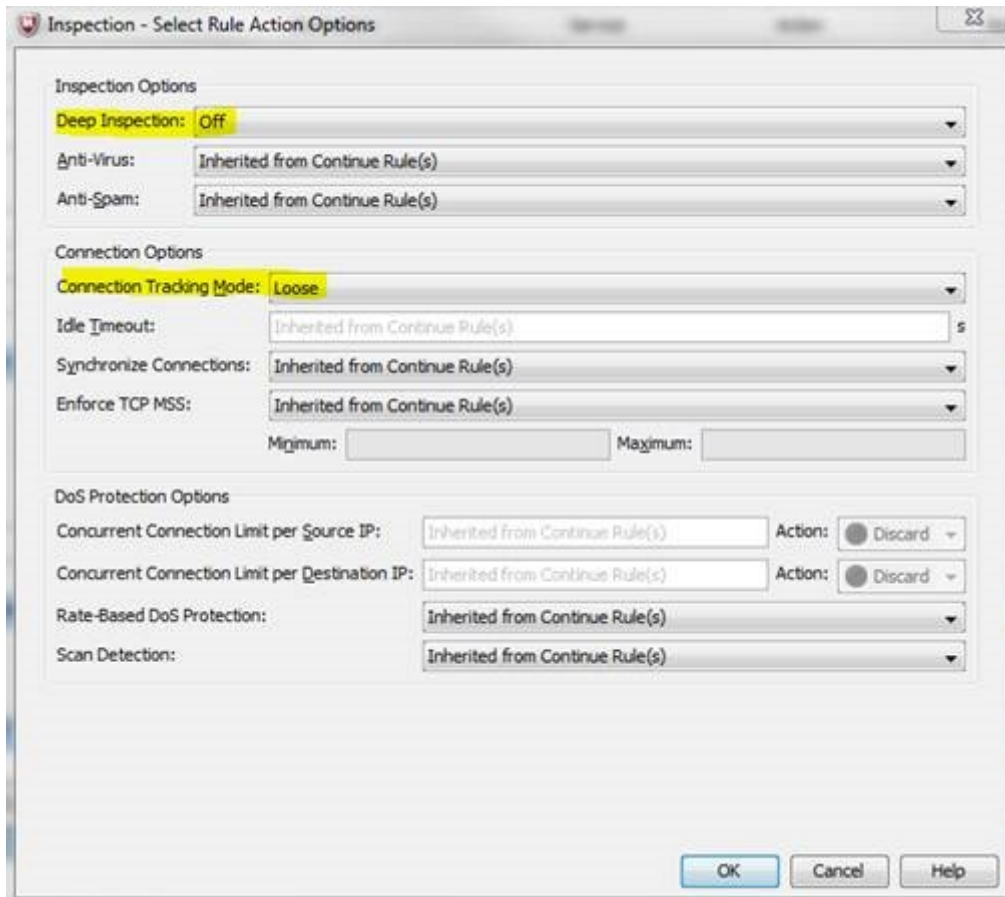 Inspection - Select Rule Action Options
Inspection Options
Deep Inspection: Off
Anti-Virus: Inherited from Continue Rule(s)
Anti-Spam: Inherited from Continue Rule(s)
Connection Options
Connection Tracking Mode: Loose
Idle Timeout: Inherited from Continue Rule(s) s
Synchronize Connections: Inherited from Continue Rule(s)
Enforce TCP MSS: Inherited from Continue Rule(s)
Minimum: Maximum:
DoS Protection Options
Concurrent Connection Limit per Source IP: Inherited from Continue Rule(s) Action: Discard
Concurrent Connection Limit per Destination IP: Inherited from Continue Rule(s) Action: Discard
Rate-Based DoS Protection: Inherited from Continue Rule(s)
Scan Detection: Inherited from Continue Rule(s)
OK Cancel Help